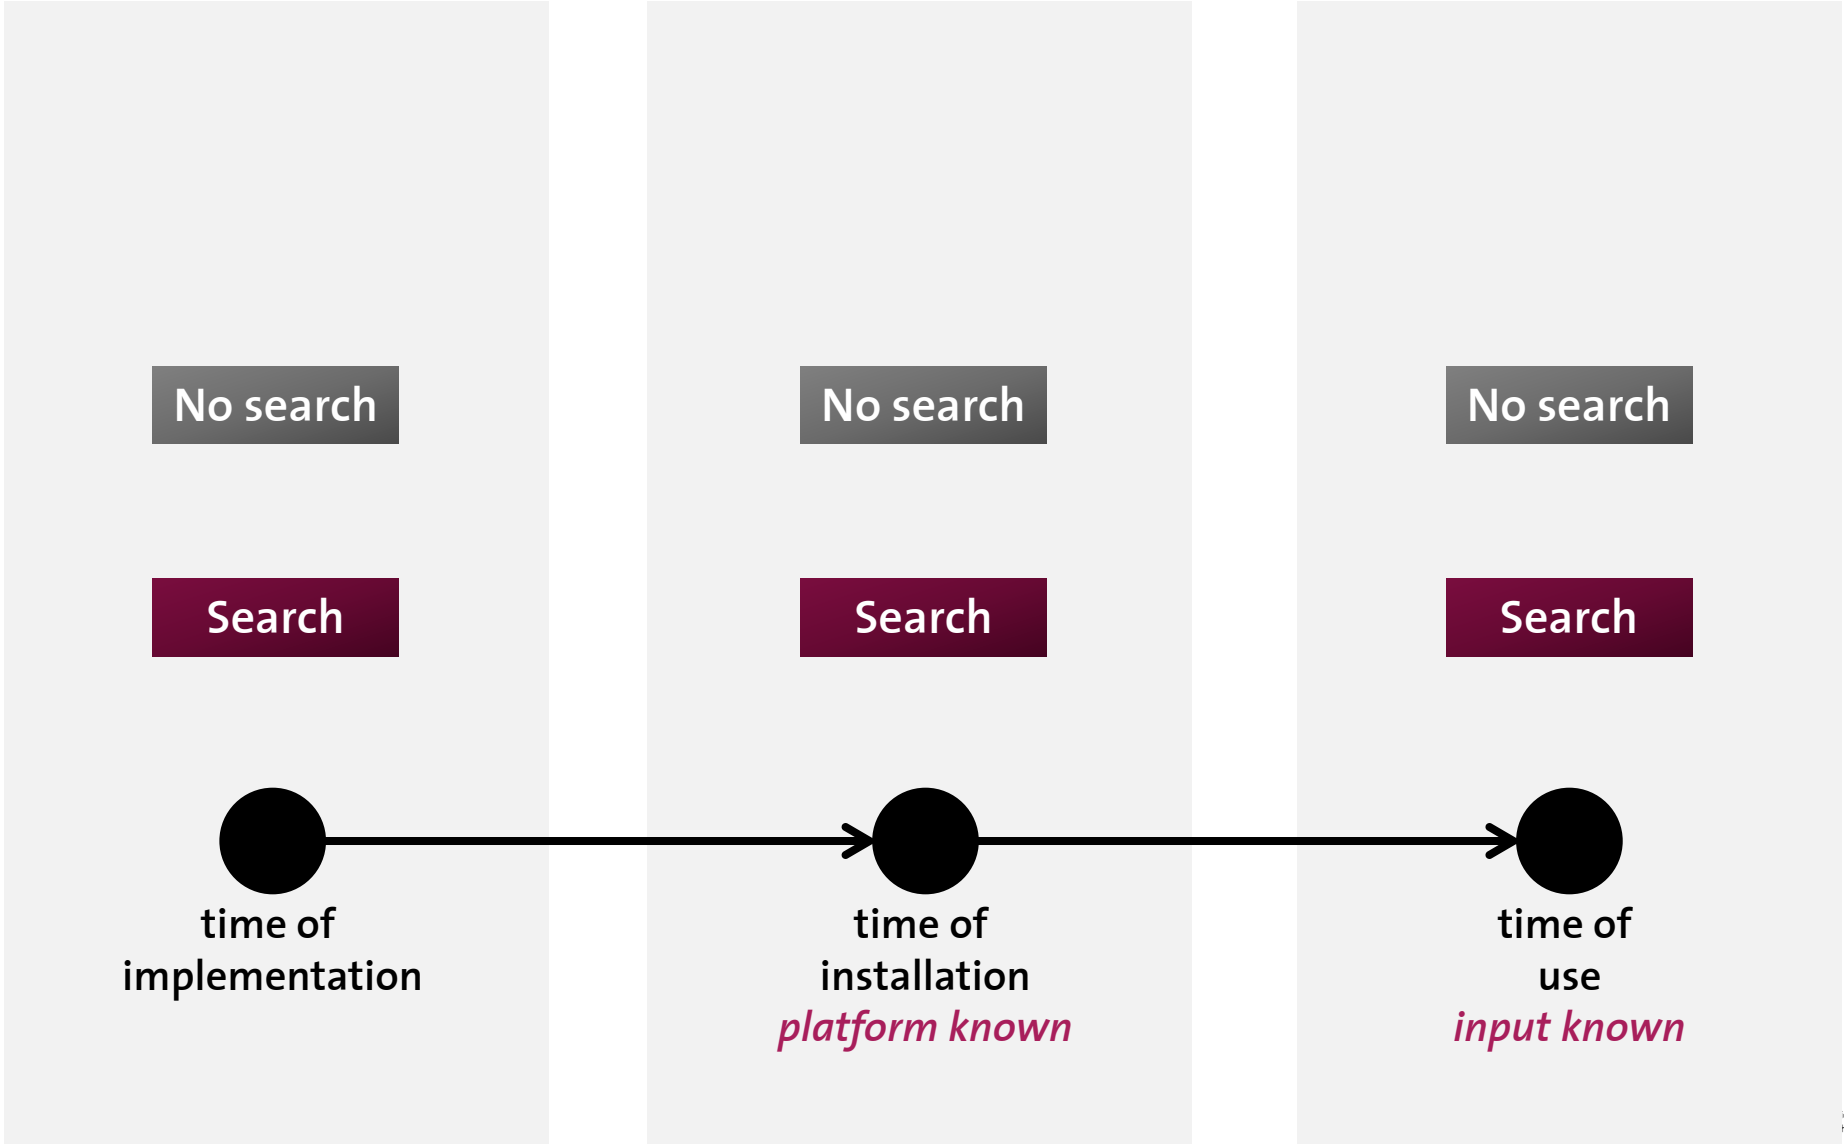 No search
No search
No search
Search
Search
Search
time of
implementation
time of
installation
platform known
time of
use
input known